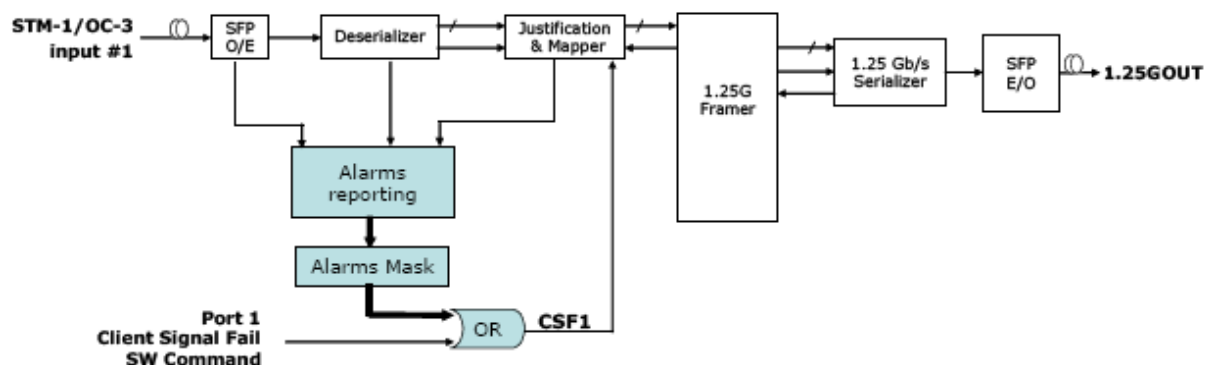 STM-1/OC-3
input #1
SFP
O/E
Deserializer
Justification
& Mapper
1.25G
Framer
1.25 Gb/s
Serializer
SFP
E/O
1.25GOUT
Alarms
reporting
Alarms Mask
Port 1
Client Signal Fail
SW Command
OR
CSF1